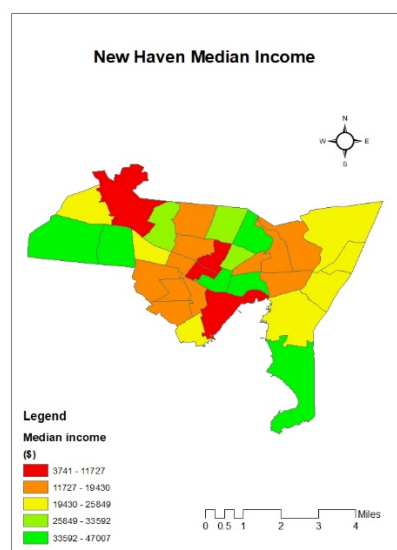 New Haven Median Income
N
W E
S
Legend
Median income
($)
3741 - 11727
11727 - 19430
19430 - 25849
25849 - 33592
33592 - 47007
Miles
0 0.5 1 2 3 4